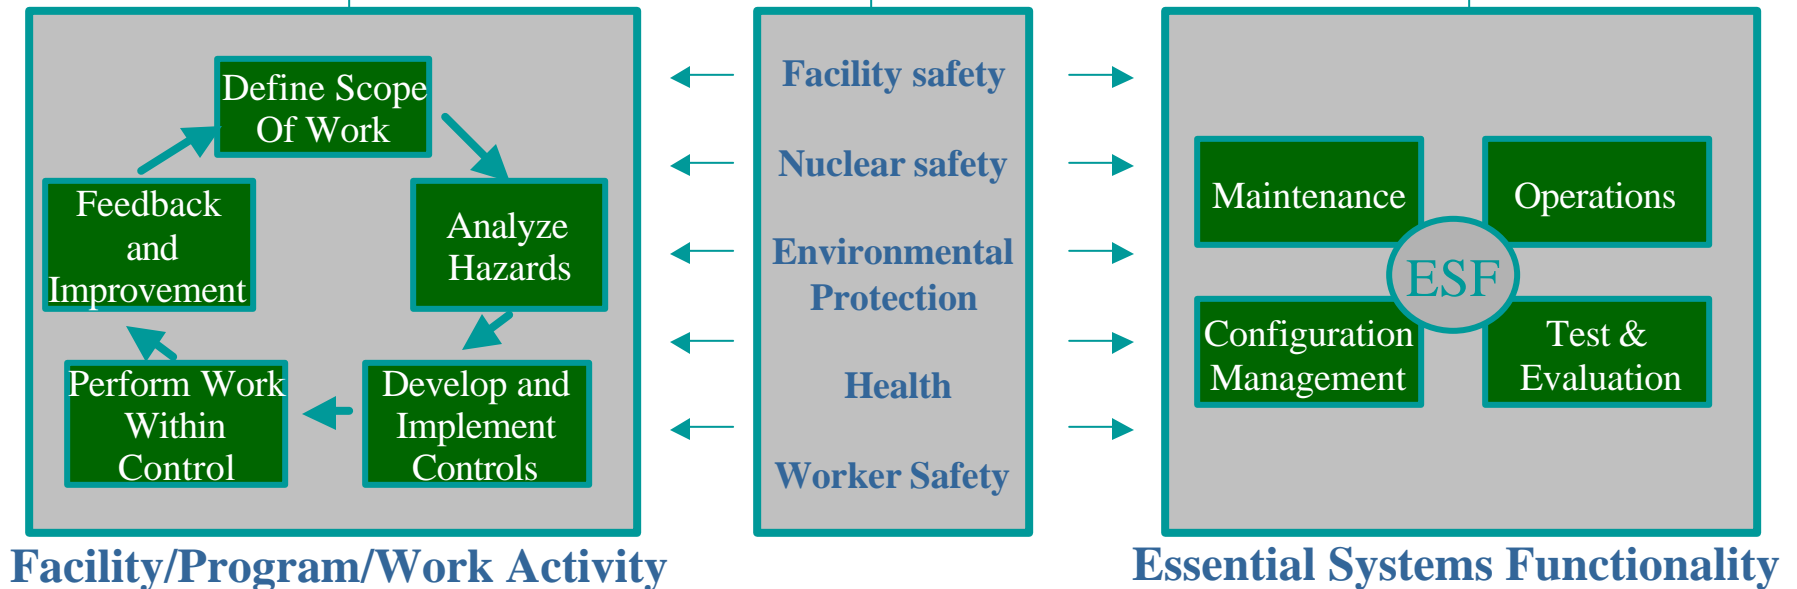 Define Scope
Of Work
Analyze
Hazards
Develop and
Implement
Controls
Perform Work
Within
Control
Feedback
and
Improvement
Facility/Program/Work Activity
Facility safety
Nuclear safety
Environmental
Protection
Health
Worker Safety
Maintenance
Operations
ESF
Configuration
Management
Test &
Evaluation
Essential Systems Functionality